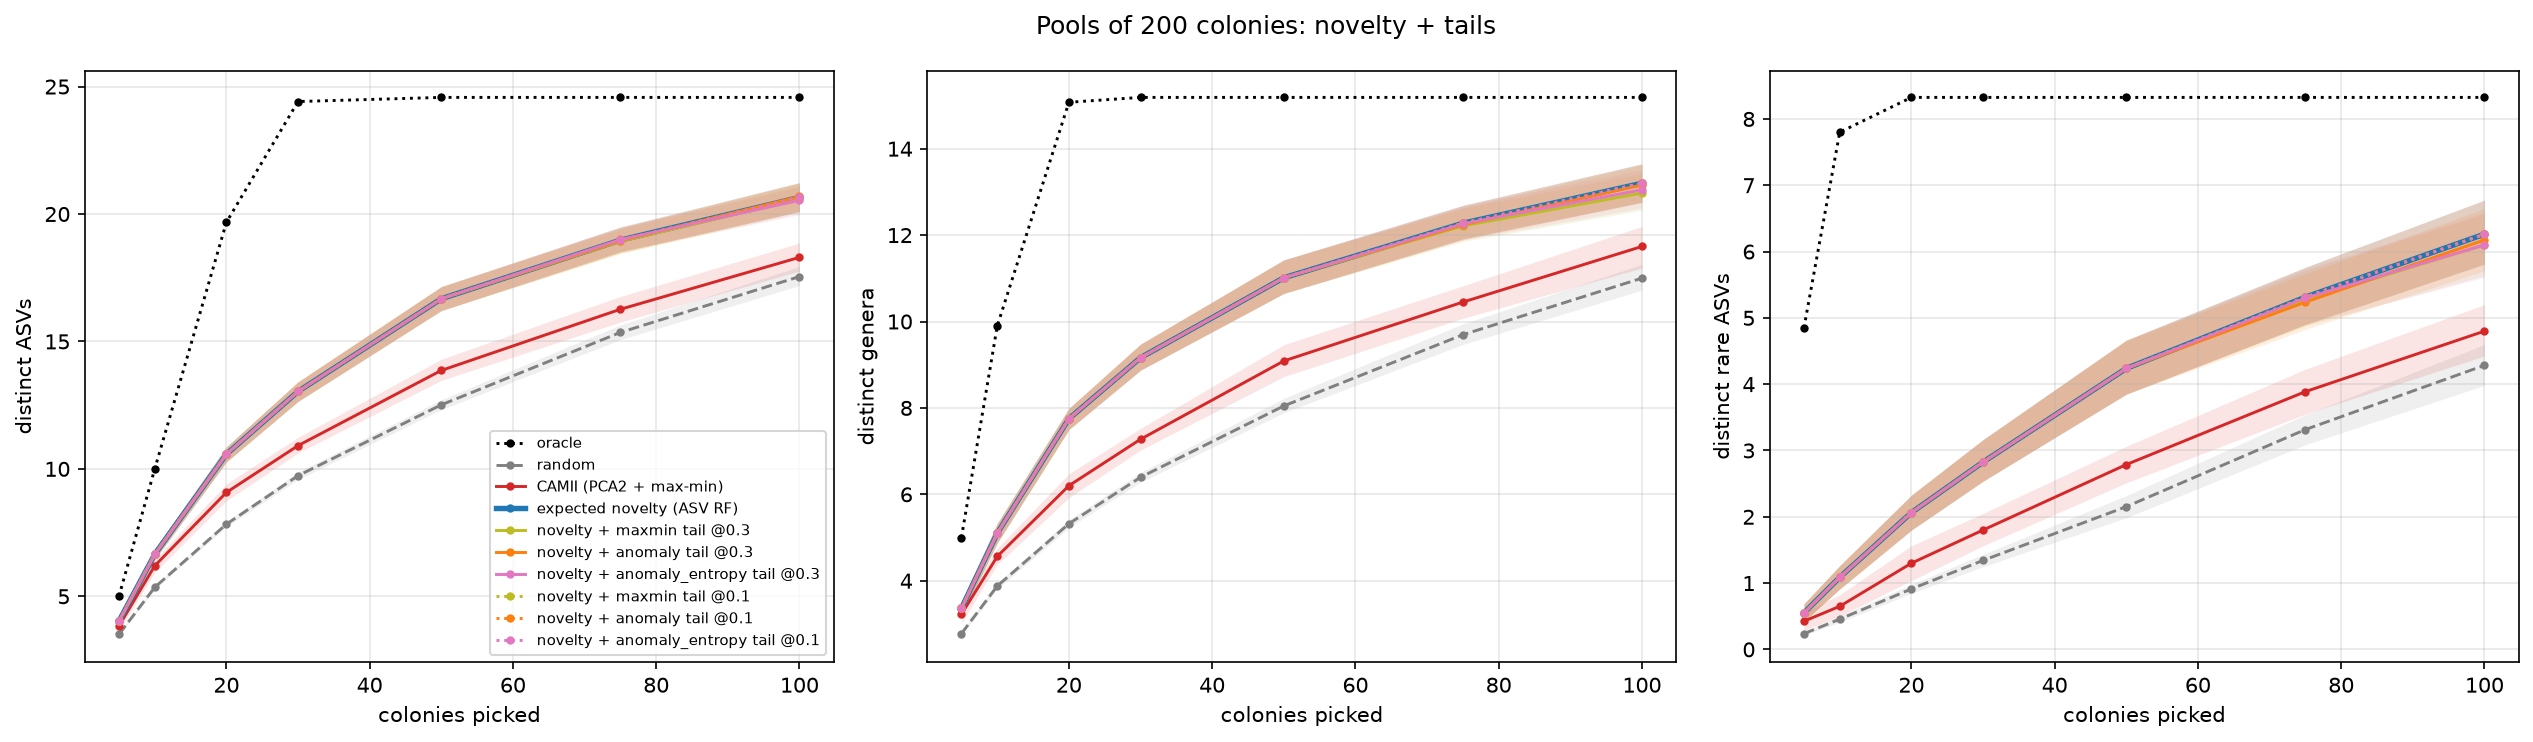 Pools of 200 colonies: novelty + tails
distinct ASVs
25
20
15
10
5
20 40 60 80 100
colonies picked
oracle
random
CAMII (PCA2 + max-min)
expected novelty (ASV RF)
novelty + maxmin tail @0.3
novelty + anomaly tail @0.3
novelty + anomaly_entropy tail @0.3
novelty + maxmin tail @0.1
novelty + anomaly tail @0.1
novelty + anomaly_entropy tail @0.1
distinct genera
14
12
10
8
6
4
20 40 60 80 100
colonies picked
distinct rare ASVs
8
7
6
5
4
3
2
1
0
20 40 60 80 100
colonies picked